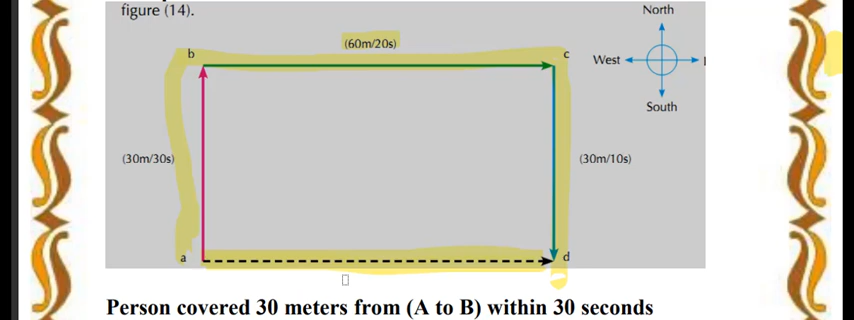 figure (14).
North
(60m/20s)
b
c
West
South
(30m/30s)
(30m/10s)
a
d
Person covered 30 meters from (A to B) within 30 seconds